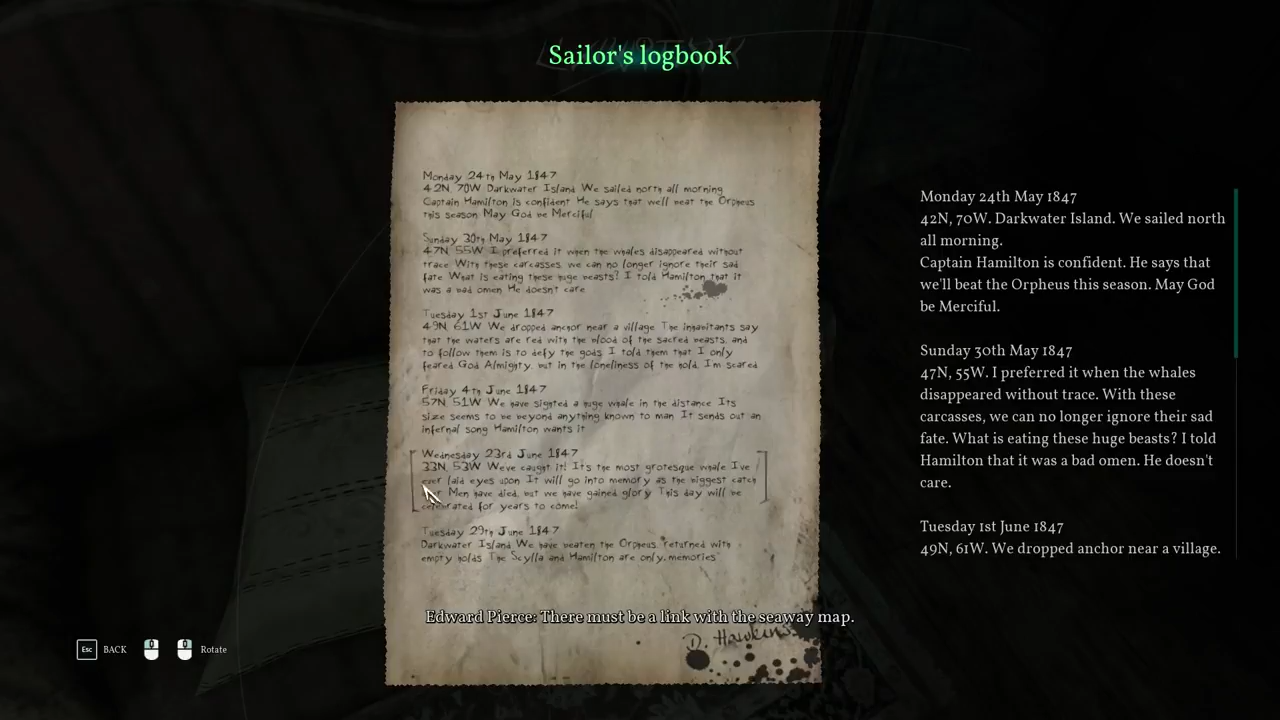 Sailor's logbook
Monday 24th May 1847
42N 70W Darkwater Island We sailed north all morning
Captain Hamilton is confident He says that well beat the Orpheus
this season May God be Merciful
Sunday 30th May 1847
47N 55W I preferred it when the whales disappeared without
trace With these carcasses we can no longer ignore their sad
fate What is eating these huge beasts? I told Hamilton that it
was a bad omen He doesnt care
Tuesday 1st June 1847
49N 61W We dropped anchor near a village The inhabitants say
that the waters are red with the blood of the sacred beasts, and
to follow them is to defy the gods I told them that I only
feared God Almighty, but in the loneliness of the hold, I'm scared
Friday 4th June 1847
57N 51W We have sighted a huge whale in the distance Its
size seems to be beyond anything known to man It sends out an
infernal song Hamilton wants it
Wednesday 23rd June 1847
33N 53W Weve caught it! It's the most grotesque whale I've
ever laid eyes upon It will go into memory as the biggest catch
Men have died, but we have gained glory This day will be
celebrated for years to come!
Tuesday 29th June 1847
Darkwater Island We have beaten the Orpheus returned with
empty holds The Scylla and Hamilton are only memories
D. Hawkins
Monday 24th May 1847
42N, 70W. Darkwater Island. We sailed north
all morning.
Captain Hamilton is confident. He says that
we'll beat the Orpheus this season. May God
be Merciful.
Sunday 30th May 1847
47N, 55W. I preferred it when the whales
disappeared without trace. With these
carcasses, we can no longer ignore their sad
fate. What is eating these huge beasts? I told
Hamilton that it was a bad omen. He doesn't
care.
Tuesday 1st June 1847
49N, 61W. We dropped anchor near a village.
Edward Pierce: There must be a link with the seaway map.
Esc BACK Rotate